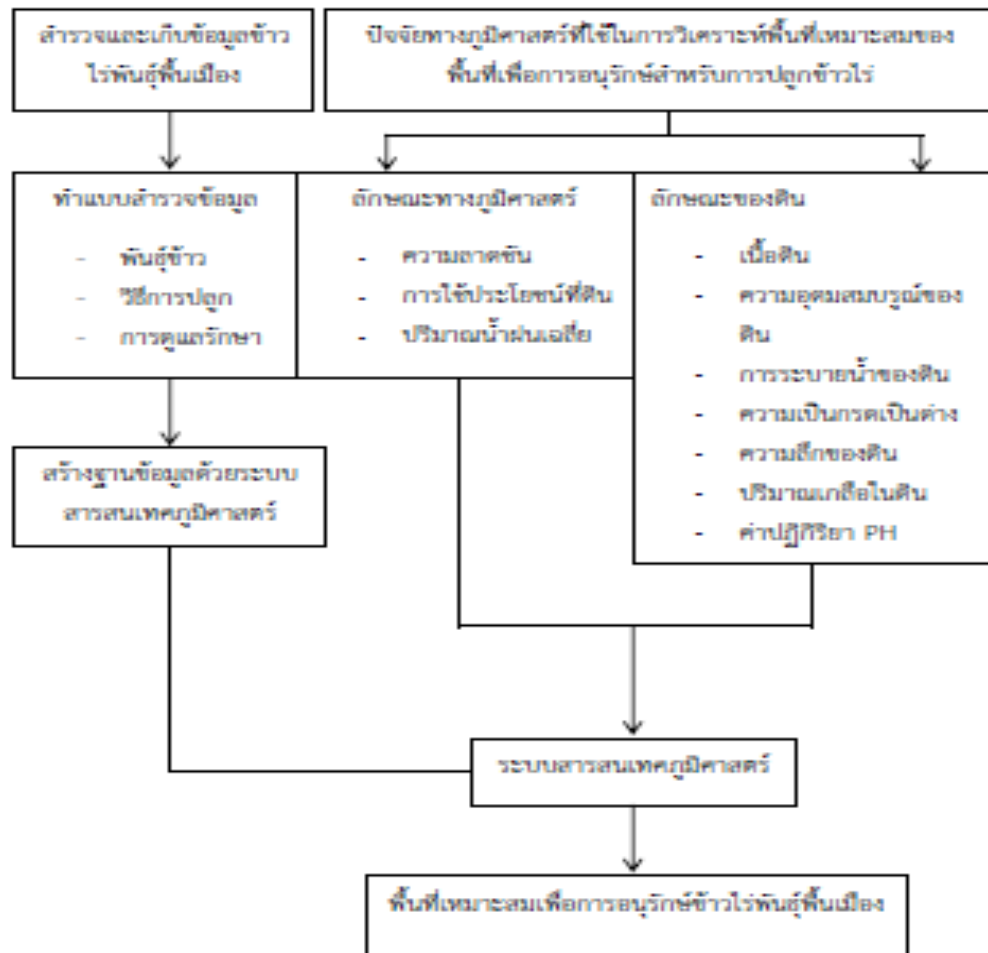 สำรวจและเก็บข้อมูลข้าว
ไร่พันธุ์พื้นเมือง
ปัจจัยทางภูมิศาสตร์ที่ใช้ในการวิเคราะห์พื้นที่เหมาะสมของ
พื้นที่เพื่อการอนุรักษ์สำหรับการปลูกข้าวไร่
ทำแบบสำรวจข้อมูล
- พันธุ์ข้าว
- วิธีการปลูก
- การดูแลรักษา
ลักษณะทางภูมิศาสตร์
- ความลาดชัน
- การใช้ประโยชน์ที่ดิน
- ปริมาณน้ำฝนเฉลี่ย
ลักษณะของดิน
- เนื้อดิน
- ความอุดมสมบรูณ์ของ
ดิน
- การระบายน้ำของดิน
- ความเป็นกรดเป็นด่าง
- ความลึกของดิน
- ปริมาณเกลือในดิน
- ค่าปฏิกิริยา PH
สร้างฐานข้อมูลด้วยระบบ
สารสนเทศภูมิศาสตร์
ระบบสารสนเทศภูมิศาสตร์
พื้นที่เหมาะสมเพื่อการอนุรักษ์ข้าวไร่พันธุ์พื้นเมือง